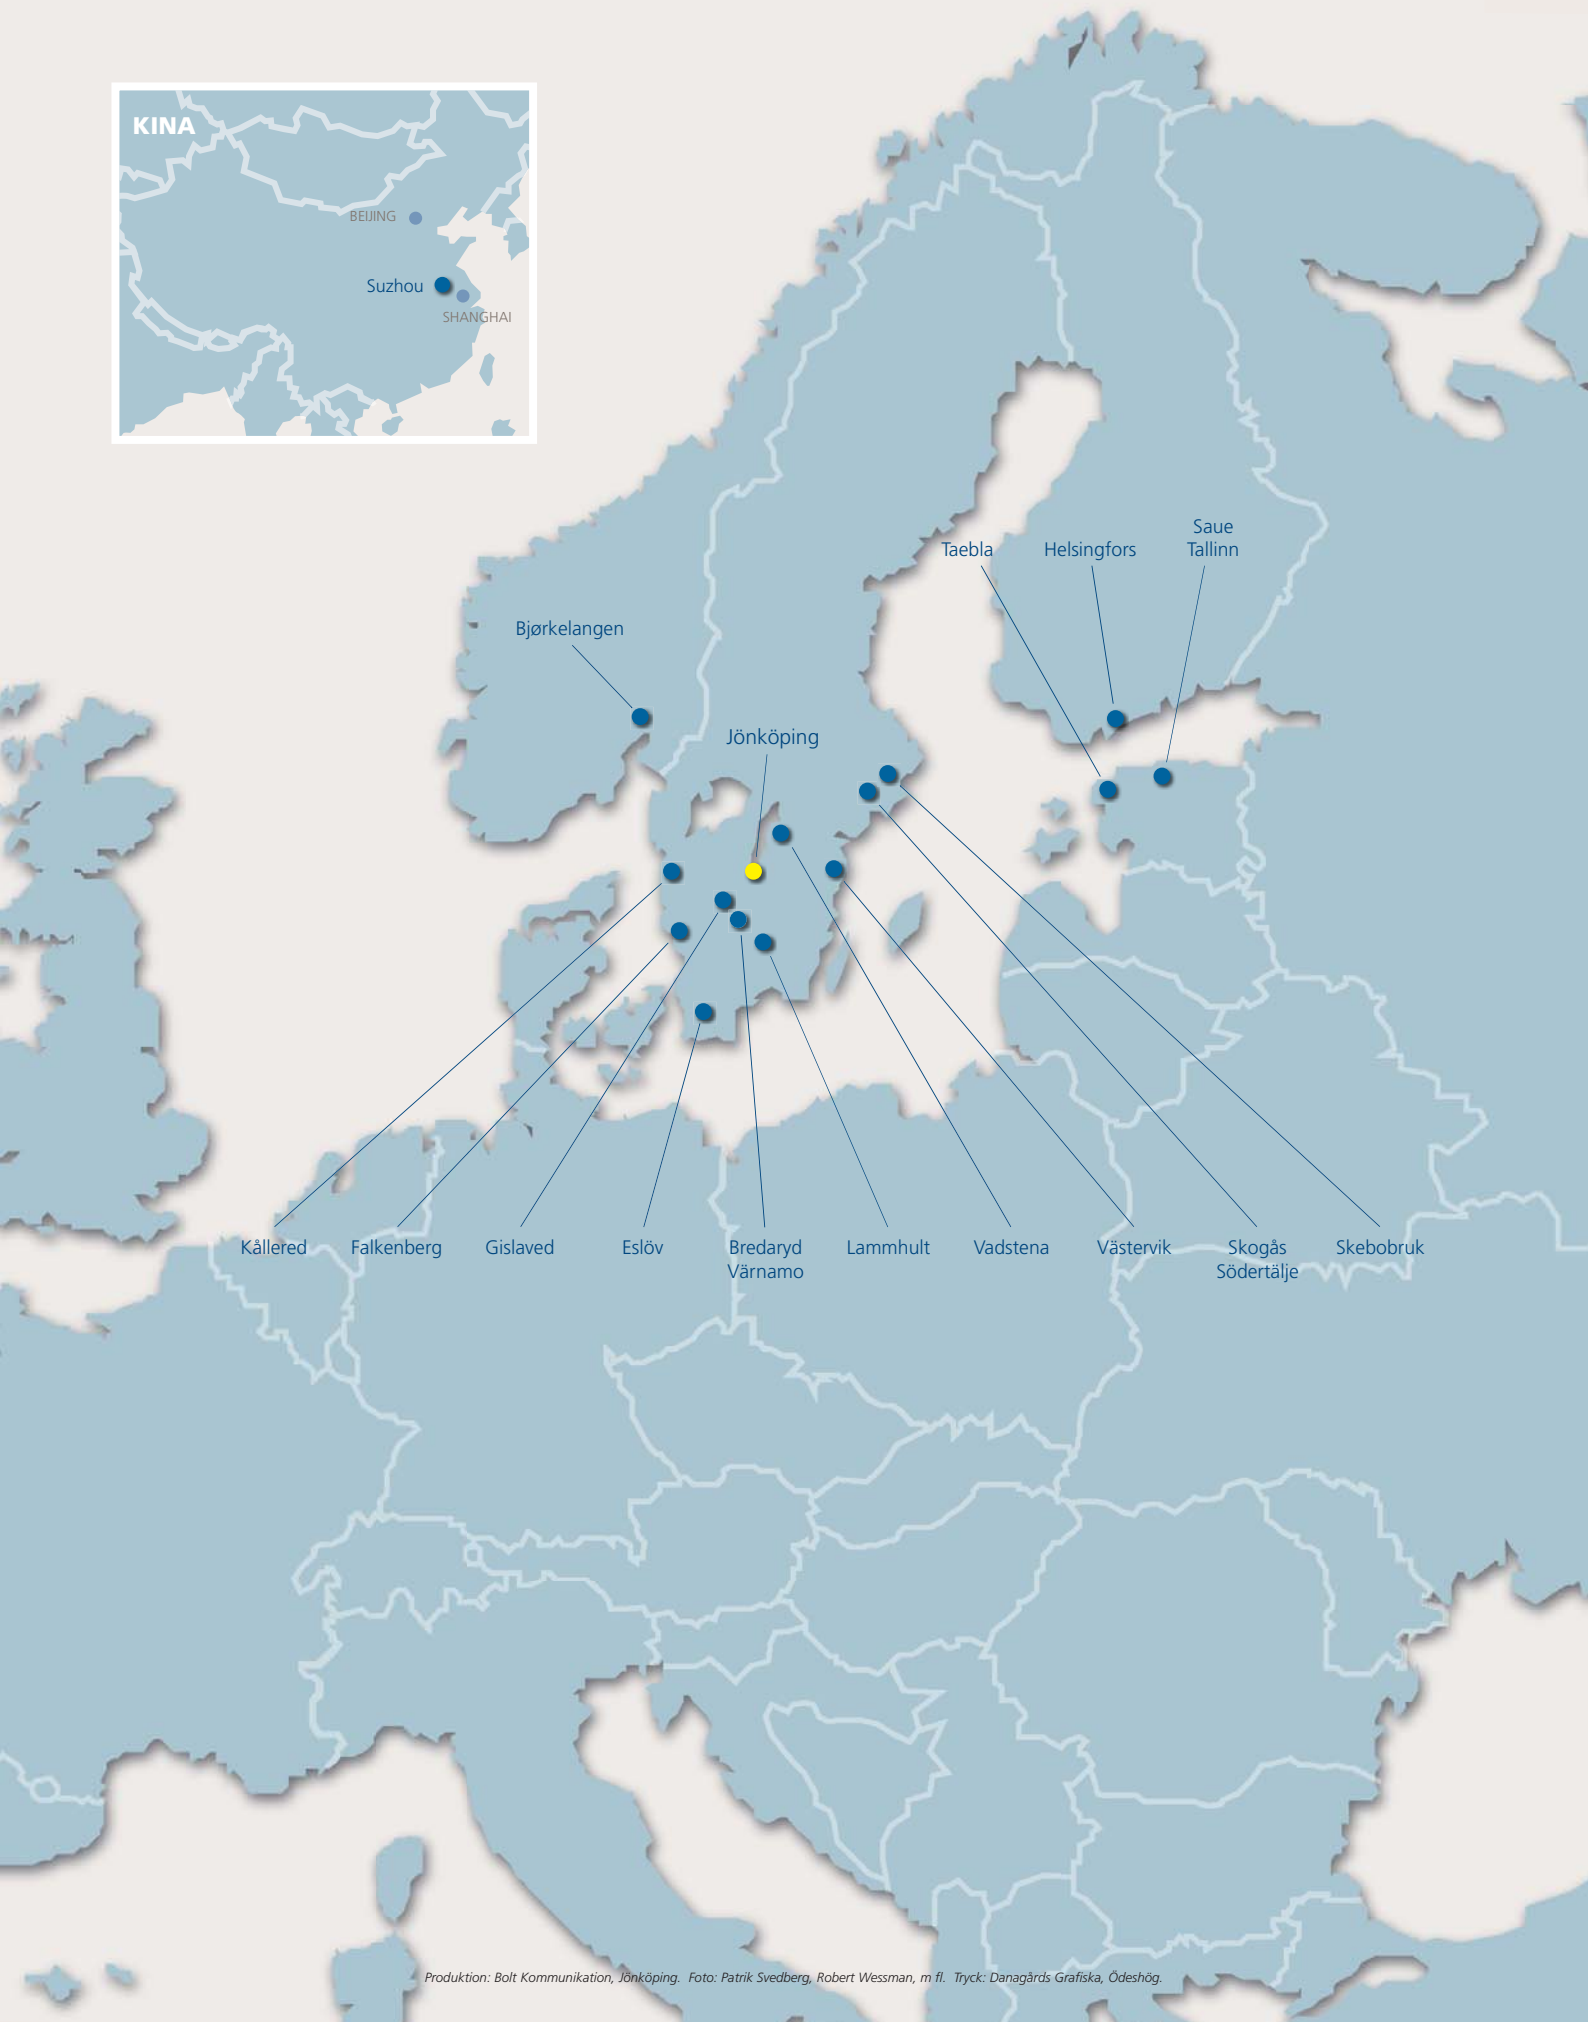 KINA
BEIJING
Suzhou
SHANGHAI
Saue
Taebla Helsingfors Tallinn
Bjørkelangen
Jönköping
Kållered Falkenberg Gislaved Eslöv Bredaryd Lammhult Vadstena Västervik Skogås Skebobruk
Värnamo Södertälje
Produktion: Bolt Kommunikation, Jönköping. Foto: Patrik Svedberg, Robert Wessman, m fl. Tryck: Danagårds Grafiska, Ödeshög.